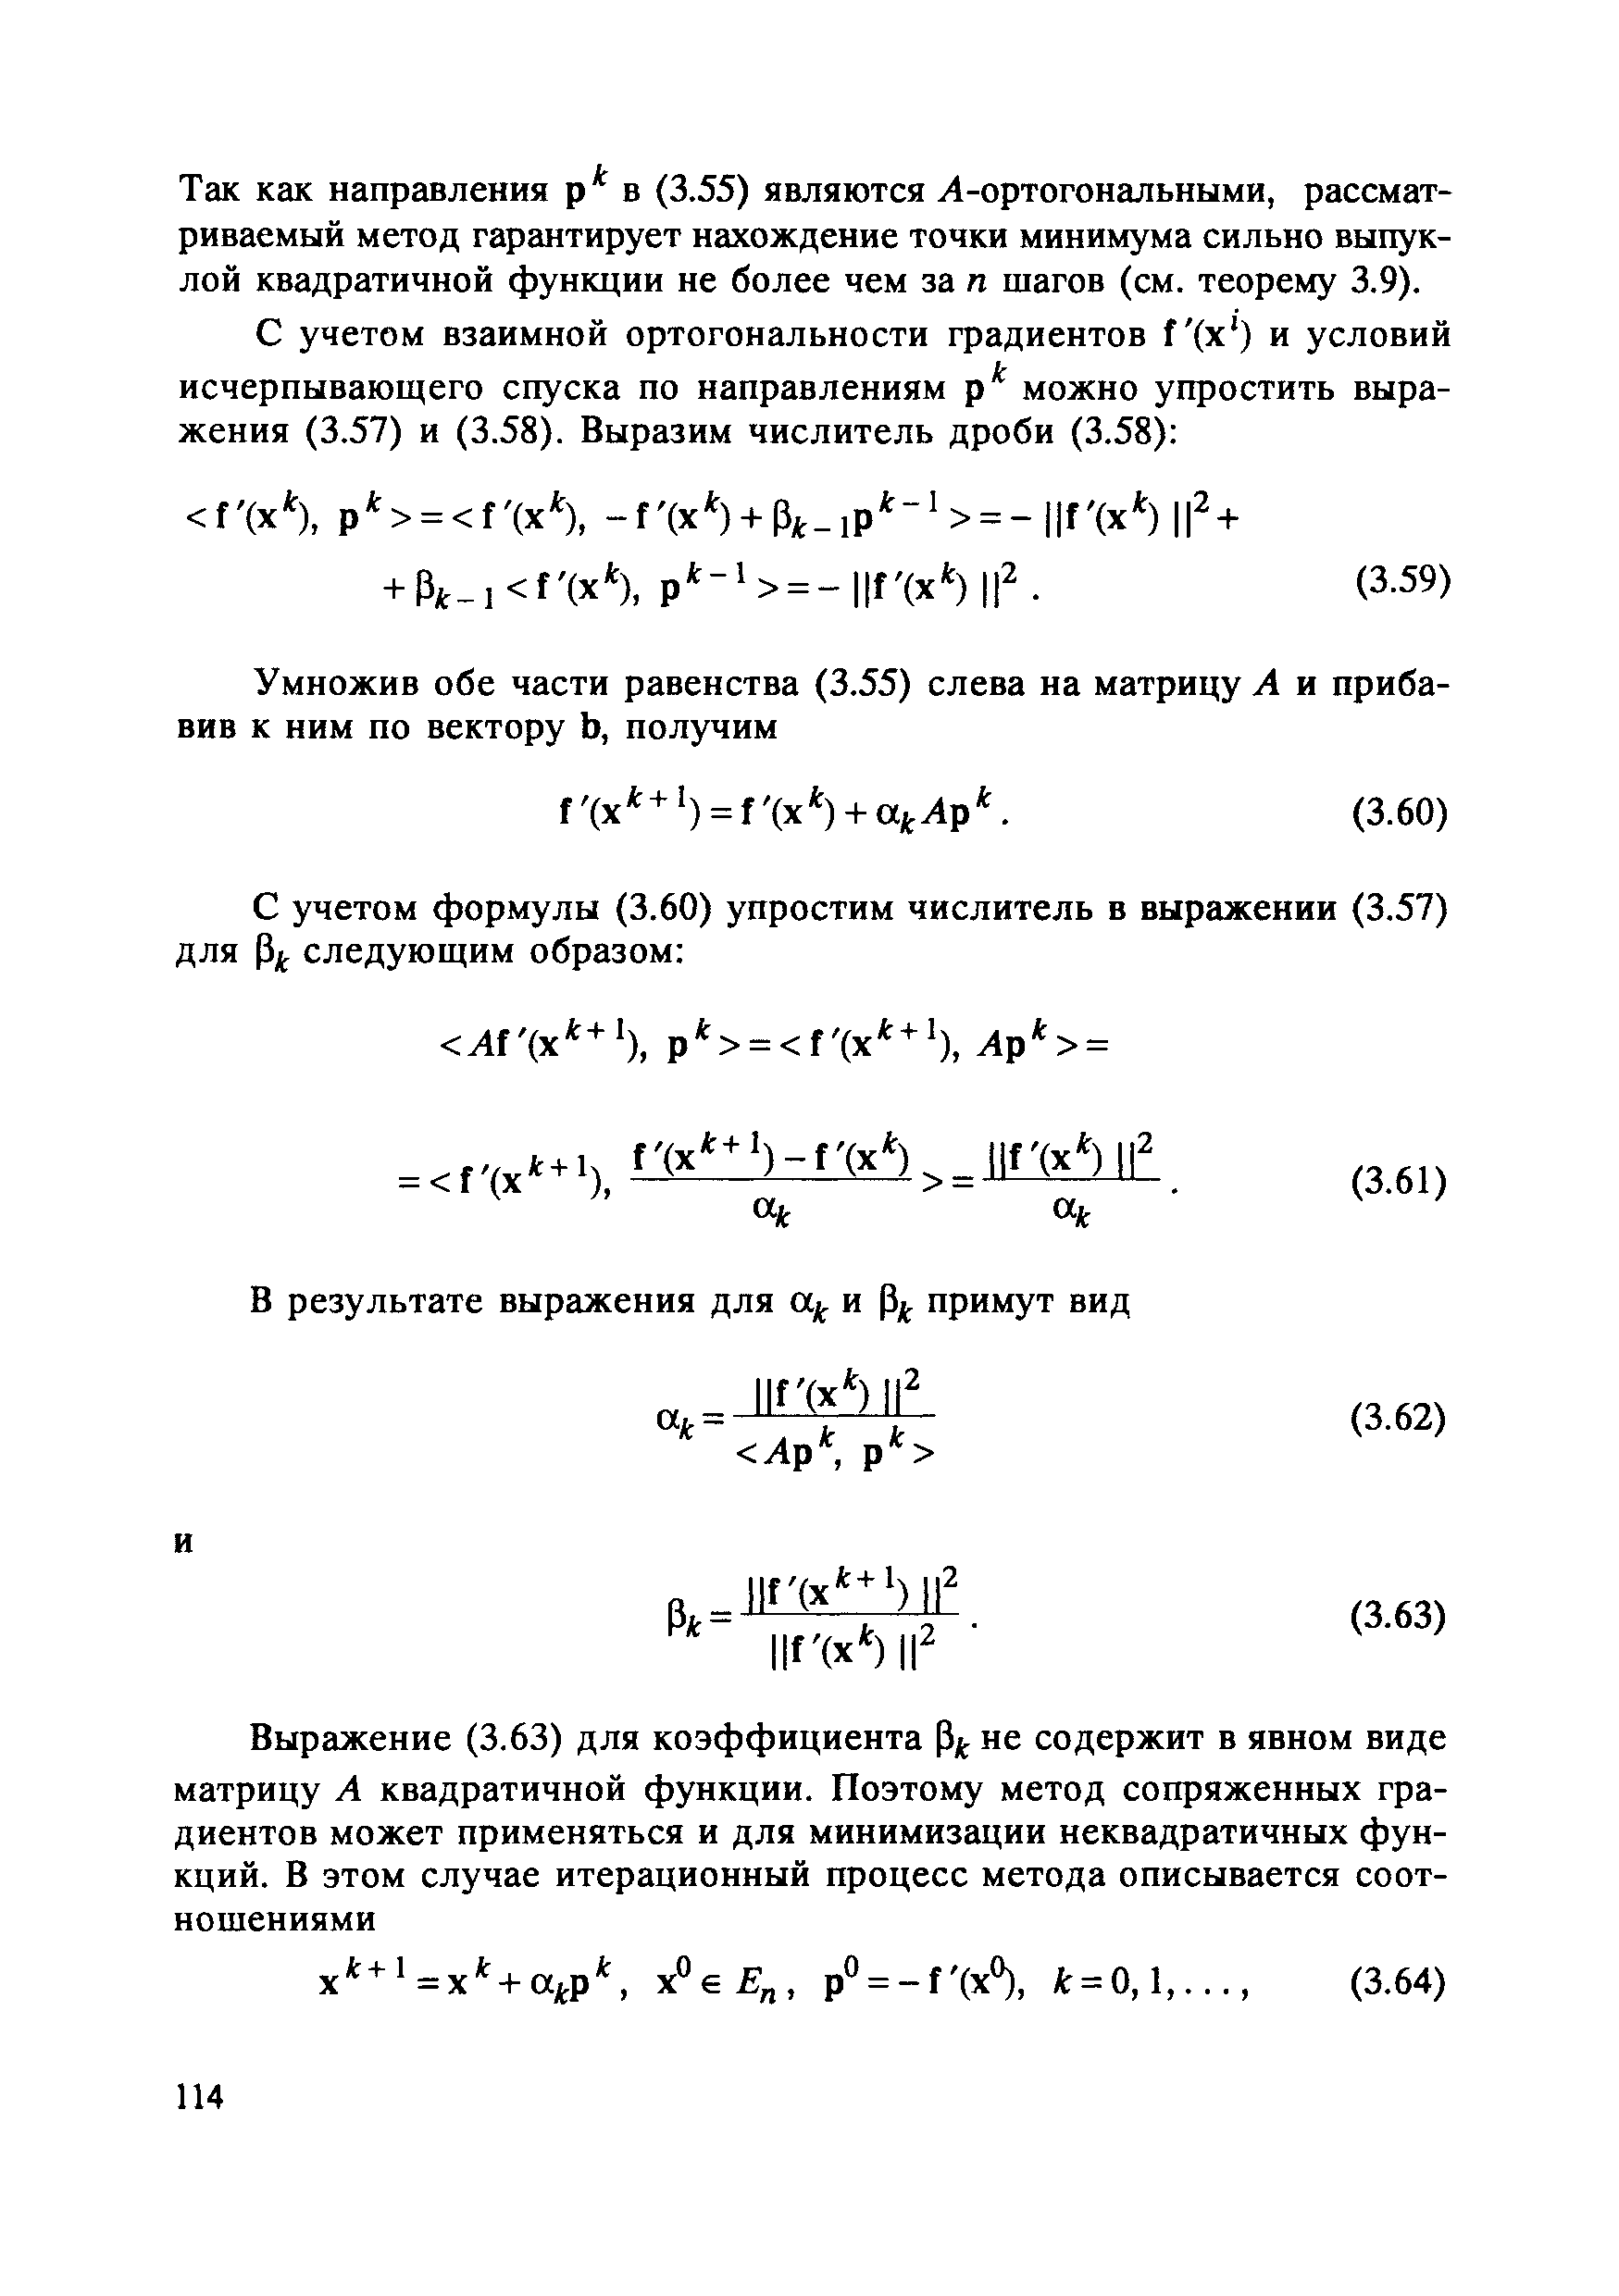 Так как направления p^k в (3.55) являются A-ортогональными, рассмат-
риваемый метод гарантирует нахождение точки минимума сильно выпук-
лой квадратичной функции не более чем за n шагов (см. теорему 3.9).
С учетом взаимной ортогональности градиентов f′(x^i) и условий
исчерпывающего спуска по направлениям p^k можно упростить выра-
жения (3.57) и (3.58). Выразим числитель дроби (3.58):
<f′(x^k), p^k> = <f′(x^k), −f′(x^k) + β_{k−1}p^{k−1}> = −||f′(x^k)||² +
+ β_{k−1}<f′(x^k), p^{k−1}> = −||f′(x^k)||². (3.59)
Умножив обе части равенства (3.55) слева на матрицу A и приба-
вив к ним по вектору b, получим
f′(x^{k+1}) = f′(x^k) + α_k Ap^k. (3.60)
С учетом формулы (3.60) упростим числитель в выражении (3.57)
для β_k следующим образом:
<Af′(x^{k+1}), p^k> = <f′(x^{k+1}), Ap^k> =
= <f′(x^{k+1}), (f′(x^{k+1}) − f′(x^k)) / α_k> = ||f′(x^k)||² / α_k. (3.61)
В результате выражения для α_k и β_k примут вид
α_k = ||f′(x^k)||² / <Ap^k, p^k> (3.62)
и
β_k = ||f′(x^{k+1})||² / ||f′(x^k)||². (3.63)
Выражение (3.63) для коэффициента β_k не содержит в явном виде
матрицу A квадратичной функции. Поэтому метод сопряженных гра-
диентов может применяться и для минимизации неквадратичных фун-
кций. В этом случае итерационный процесс метода описывается соот-
ношениями
x^{k+1} = x^k + α_k p^k, x^0 ∈ E_n, p^0 = −f′(x^0), k = 0, 1, . . . , (3.64)
114